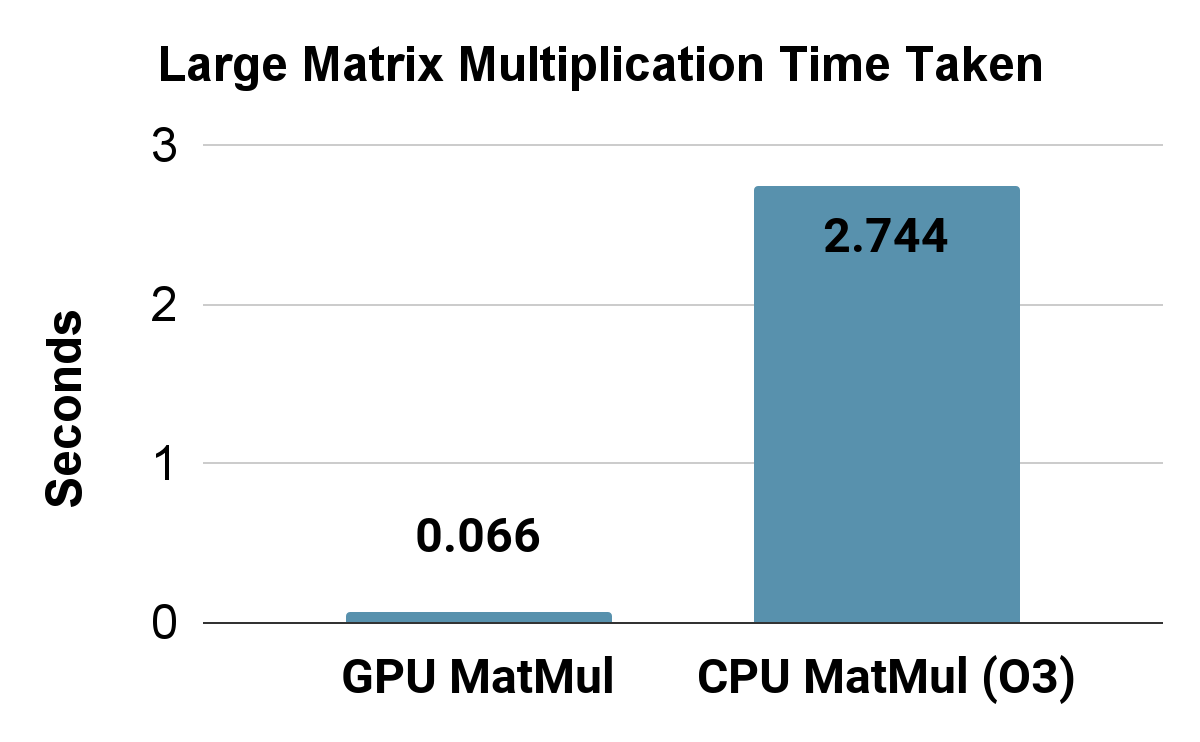 Large Matrix Multiplication Time Taken
3
2
1
0
Seconds
0.066
2.744
GPU MatMul
CPU MatMul (O3)